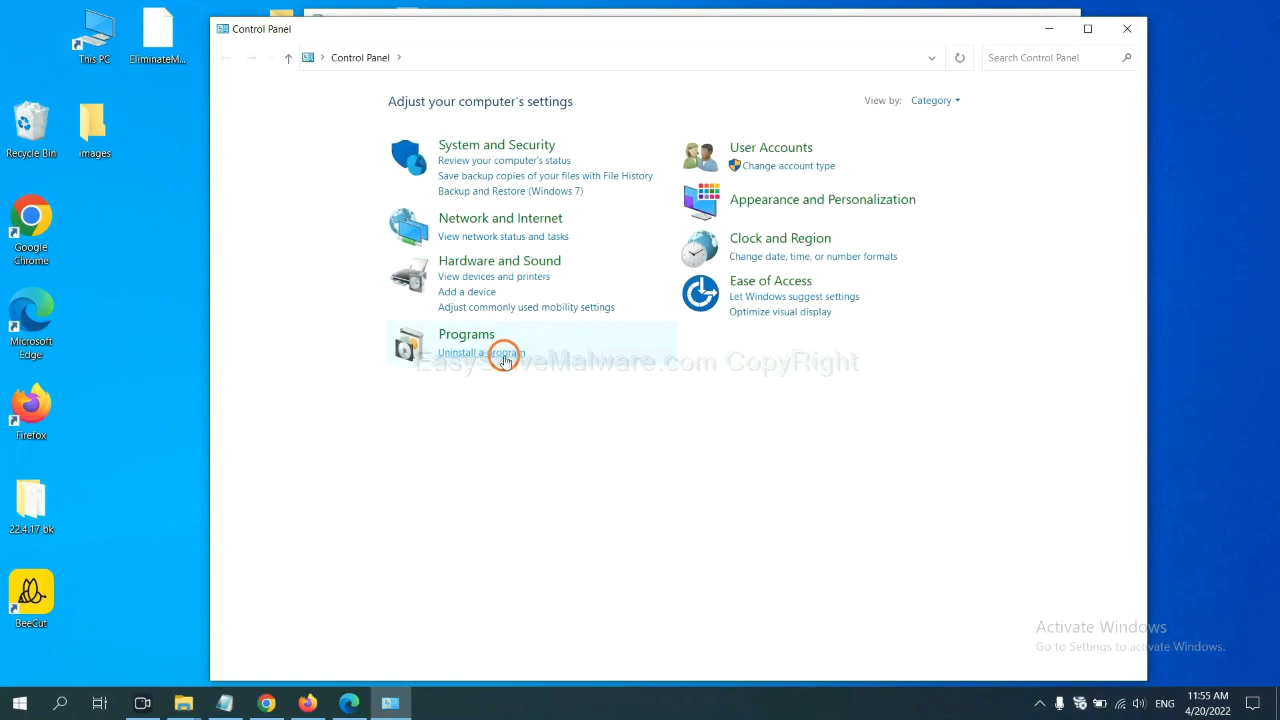 This PC
EliminateM...
Recycle Bin
images
Google
Chrome
Microsoft
Edge
Firefox
22.4.17 bk
BeeCut
Control Panel
Control Panel
Search Control Panel
Adjust your computer's settings
View by: Category
System and Security
Review your computer's status
Save backup copies of your files with File History
Backup and Restore (Windows 7)
Network and Internet
View network status and tasks
Hardware and Sound
View devices and printers
Add a device
Adjust commonly used mobility settings
Programs
Uninstall a program
User Accounts
Change account type
Appearance and Personalization
Clock and Region
Change date, time, or number formats
Ease of Access
Let Windows suggest settings
Optimize visual display
EasySolveMalware.com CopyRight
Activate Windows
Go to Settings to activate Windows.
ENG
11:55 AM
4/20/2022